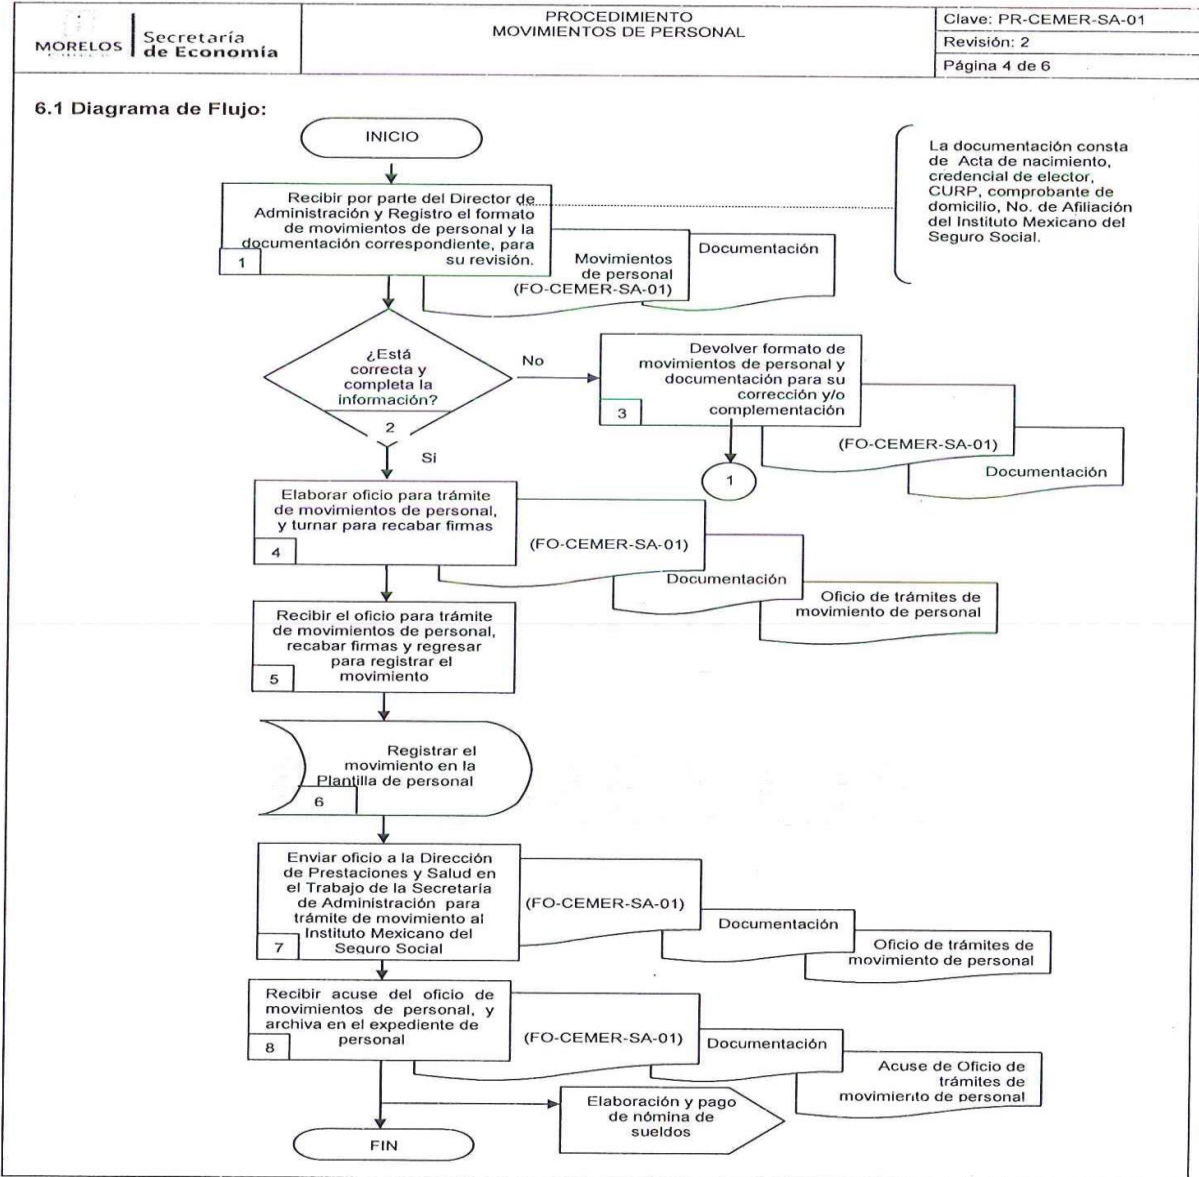 MORELOS
Secretaría
de Economía
PROCEDIMIENTO
MOVIMIENTOS DE PERSONAL
Clave: PR-CEMER-SA-01
Revisión: 2
Página 4 de 6
6.1 Diagrama de Flujo:
INICIO
La documentación consta
de Acta de nacimiento,
credencial de elector,
CURP, comprobante de
domicilio, No. de Afiliación
del Instituto Mexicano del
Seguro Social.
Recibir por parte del Director de
Administración y Registro el formato
de movimientos de personal y la
documentación correspondiente, para
su revisión.
1
Movimientos
de personal
(FO-CEMER-SA-01)
Documentación
¿Está
correcta y
completa la
información?
2
No
Si
Devolver formato de
movimientos de personal y
documentación para su
corrección y/o
complementación
3
(FO-CEMER-SA-01)
Documentación
1
Elaborar oficio para trámite
de movimientos de personal,
y turnar para recabar firmas
4
(FO-CEMER-SA-01)
Documentación
Oficio de trámites de
movimiento de personal
Recibir el oficio para trámite
de movimientos de personal,
recabar firmas y regresar
para registrar el
movimiento
5
Registrar el
movimiento en la
Plantilla de personal
6
Enviar oficio a la Dirección
de Prestaciones y Salud en
el Trabajo de la Secretaría
de Administración para
trámite de movimiento al
Instituto Mexicano del
Seguro Social
7
(FO-CEMER-SA-01)
Documentación
Oficio de trámites de
movimiento de personal
Recibir acuse del oficio de
movimientos de personal, y
archiva en el expediente de
personal
8
(FO-CEMER-SA-01)
Documentación
Acuse de Oficio de
trámites de
movimiento de personal
Elaboración y pago
de nómina de
sueldos
FIN